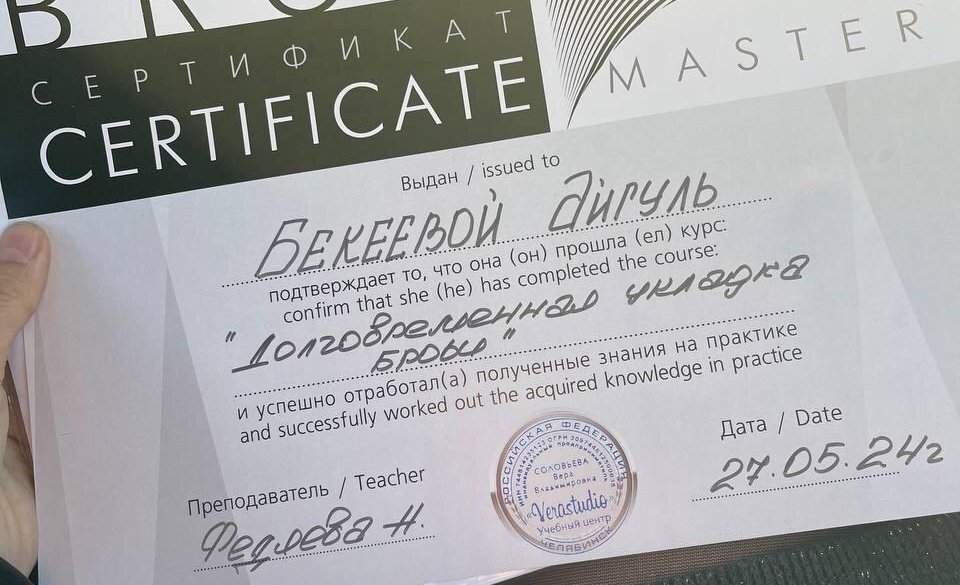 СЕРТИФИКАТ
CERTIFICATE
MASTER
Выдан / issued to
БЕКЕЕВОЙ Айгуль
подтверждает то, что она (он) прошла (ел) курс:
confirm that she (he) has completed the course:
"Долговременная укладка
бровы"
и успешно отработал(а) полученные знания на практике
and successfully worked out the acquired knowledge in practice
Преподаватель / Teacher
Дата / Date
27.05.24г
РОССИЙСКАЯ ФЕДЕРАЦИЯ
СОЛОВЬЕВА
Вера
Владимировна
«Verastudio»
Учебный центр
ЧЕЛЯБИНСК